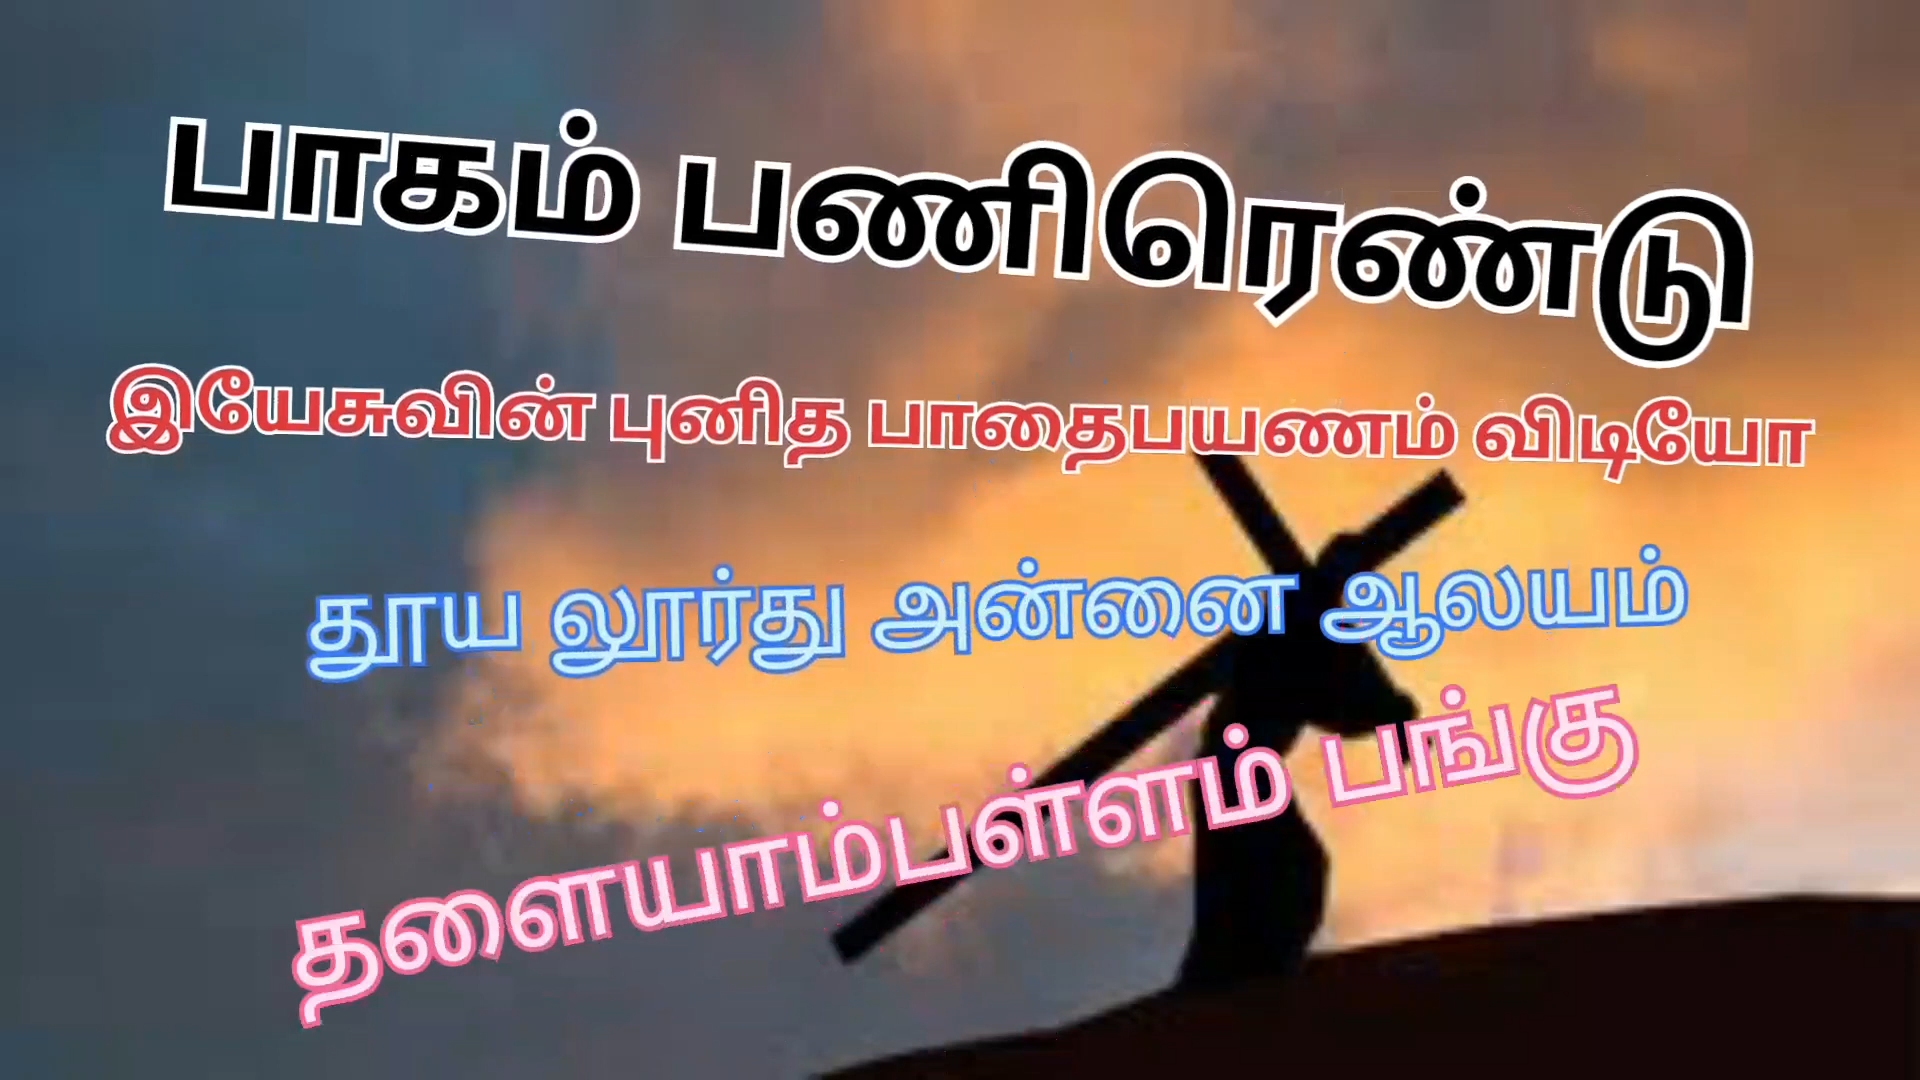 பாகம் பணிரெண்டு
இயேசுவின் புனித பாதைபயணம் விடியோ
தூய லூர்து அன்னை ஆலயம்
தளையாம்பள்ளம் பங்கு